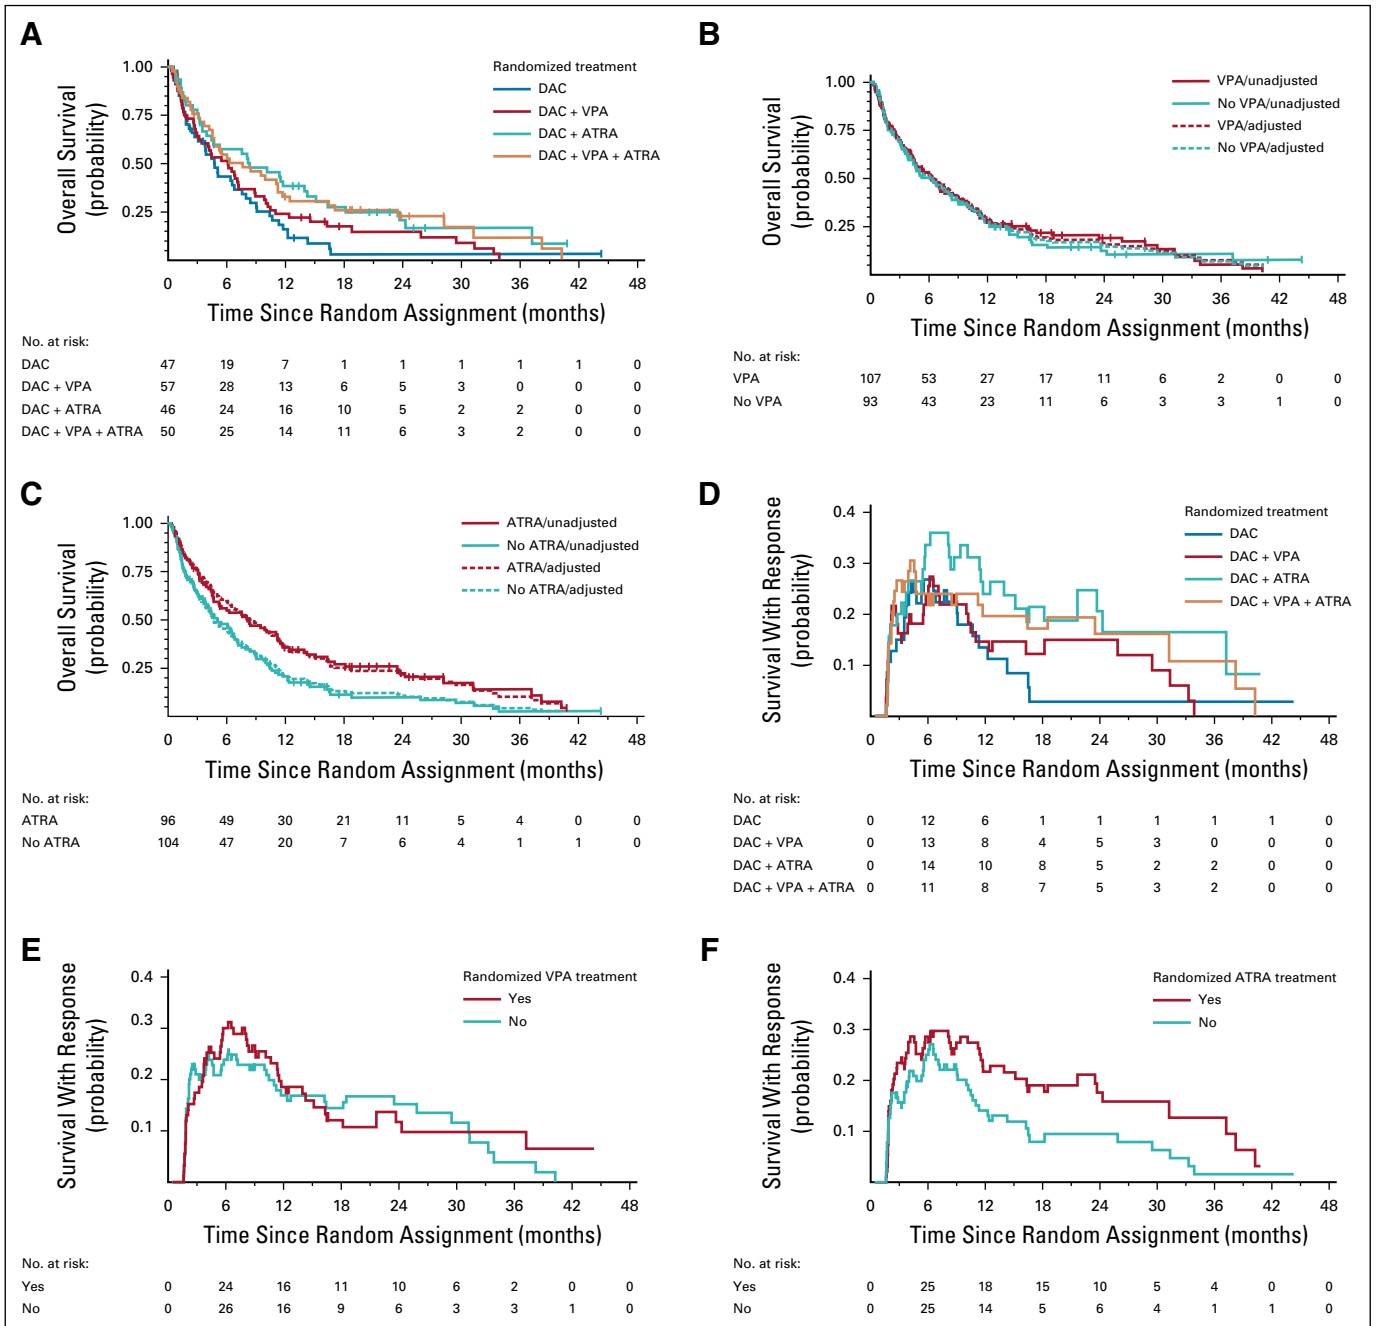 A
1.00
0.75
0.50
0.25
Overall Survival
(probability)
Randomized treatment
DAC
DAC + VPA
DAC + ATRA
DAC + VPA + ATRA
0 6 12 18 24 30 36 42 48
Time Since Random Assignment (months)
No. at risk:
DAC 47 19 7 1 1 1 1 1 0
DAC + VPA 57 28 13 6 5 3 0 0 0
DAC + ATRA 46 24 16 10 5 2 2 0 0
DAC + VPA + ATRA 50 25 14 11 6 3 2 0 0
B
1.00
0.75
0.50
0.25
Overall Survival
(probability)
VPA/unadjusted
No VPA/unadjusted
VPA/adjusted
No VPA/adjusted
0 6 12 18 24 30 36 42 48
Time Since Random Assignment (months)
No. at risk:
VPA 107 53 27 17 11 6 2 0 0
No VPA 93 43 23 11 6 3 3 1 0
C
1.00
0.75
0.50
0.25
Overall Survival
(probability)
ATRA/unadjusted
No ATRA/unadjusted
ATRA/adjusted
No ATRA/adjusted
0 6 12 18 24 30 36 42 48
Time Since Random Assignment (months)
No. at risk:
ATRA 96 49 30 21 11 5 4 0 0
No ATRA 104 47 20 7 6 4 1 1 0
D
0.4
0.3
0.2
0.1
Survival With Response
(probability)
Randomized treatment
DAC
DAC + VPA
DAC + ATRA
DAC + VPA + ATRA
0 6 12 18 24 30 36 42 48
Time Since Random Assignment (months)
No. at risk:
DAC 0 12 6 1 1 1 1 1 0
DAC + VPA 0 13 8 4 5 3 0 0 0
DAC + ATRA 0 14 10 8 5 2 2 0 0
DAC + VPA + ATRA 0 11 8 7 5 3 2 0 0
E
0.4
0.3
0.2
0.1
Survival With Response
(probability)
Randomized VPA treatment
Yes
No
0 6 12 18 24 30 36 42 48
Time Since Random Assignment (months)
No. at risk:
Yes 0 24 16 11 10 6 2 0 0
No 0 26 16 9 6 3 3 1 0
F
0.4
0.3
0.2
0.1
Survival With Response
(probability)
Randomized ATRA treatment
Yes
No
0 6 12 18 24 30 36 42 48
Time Since Random Assignment (months)
No. at risk:
Yes 0 25 18 15 10 5 4 0 0
No 0 25 14 5 6 4 1 1 0